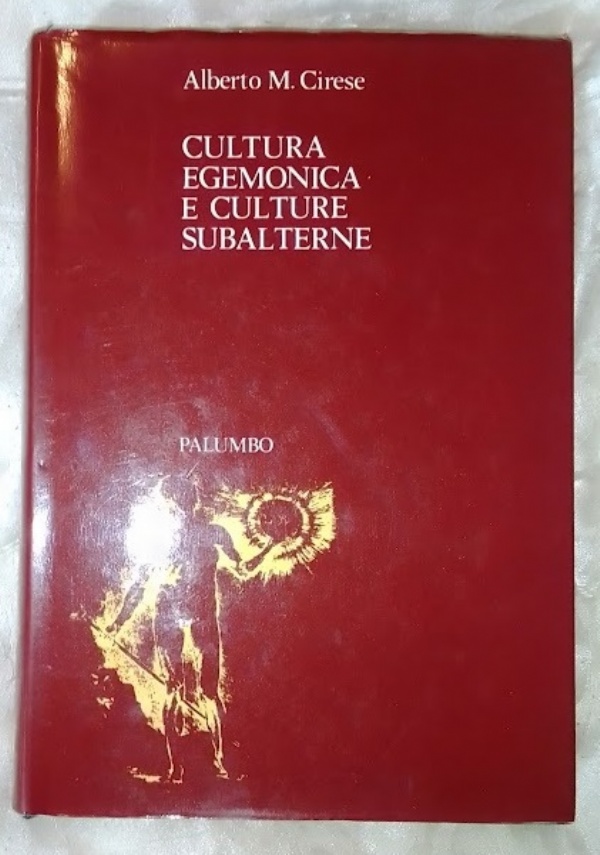 Alberto M. Cirese
CULTURA
EGEMONICA
E CULTURE
SUBALTERNE
PALUMBO